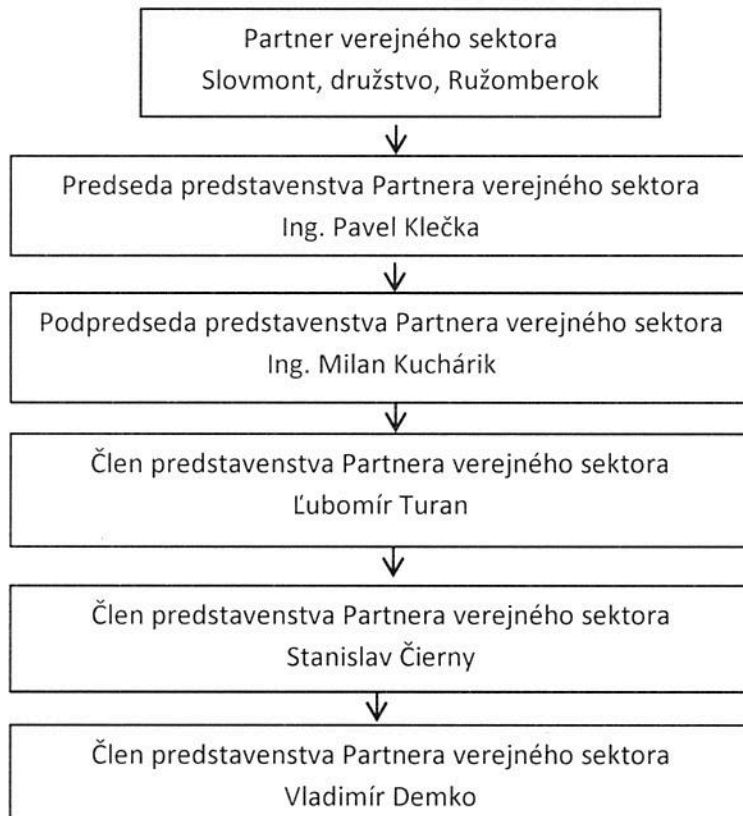 Partner verejného sektora
Slovmont, družstvo, Ružomberok
Predseda predstavenstva Partnera verejného sektora
Ing. Pavel Klečka
Podpredseda predstavenstva Partnera verejného sektora
Ing. Milan Kuchárik
Člen predstavenstva Partnera verejného sektora
Ľubomír Turan
Člen predstavenstva Partnera verejného sektora
Stanislav Čierny
Člen predstavenstva Partnera verejného sektora
Vladimír Demko